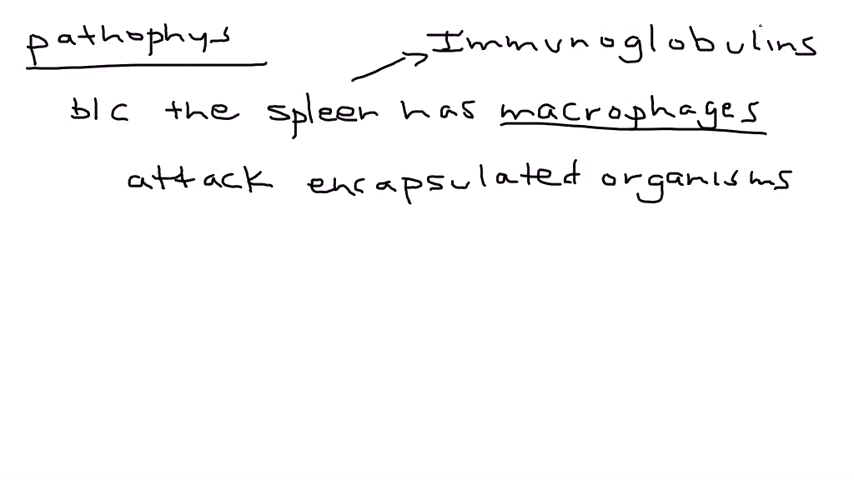 pathophys
Immunoglobulins
b/c the spleen has macrophages
attack encapsulated organisms